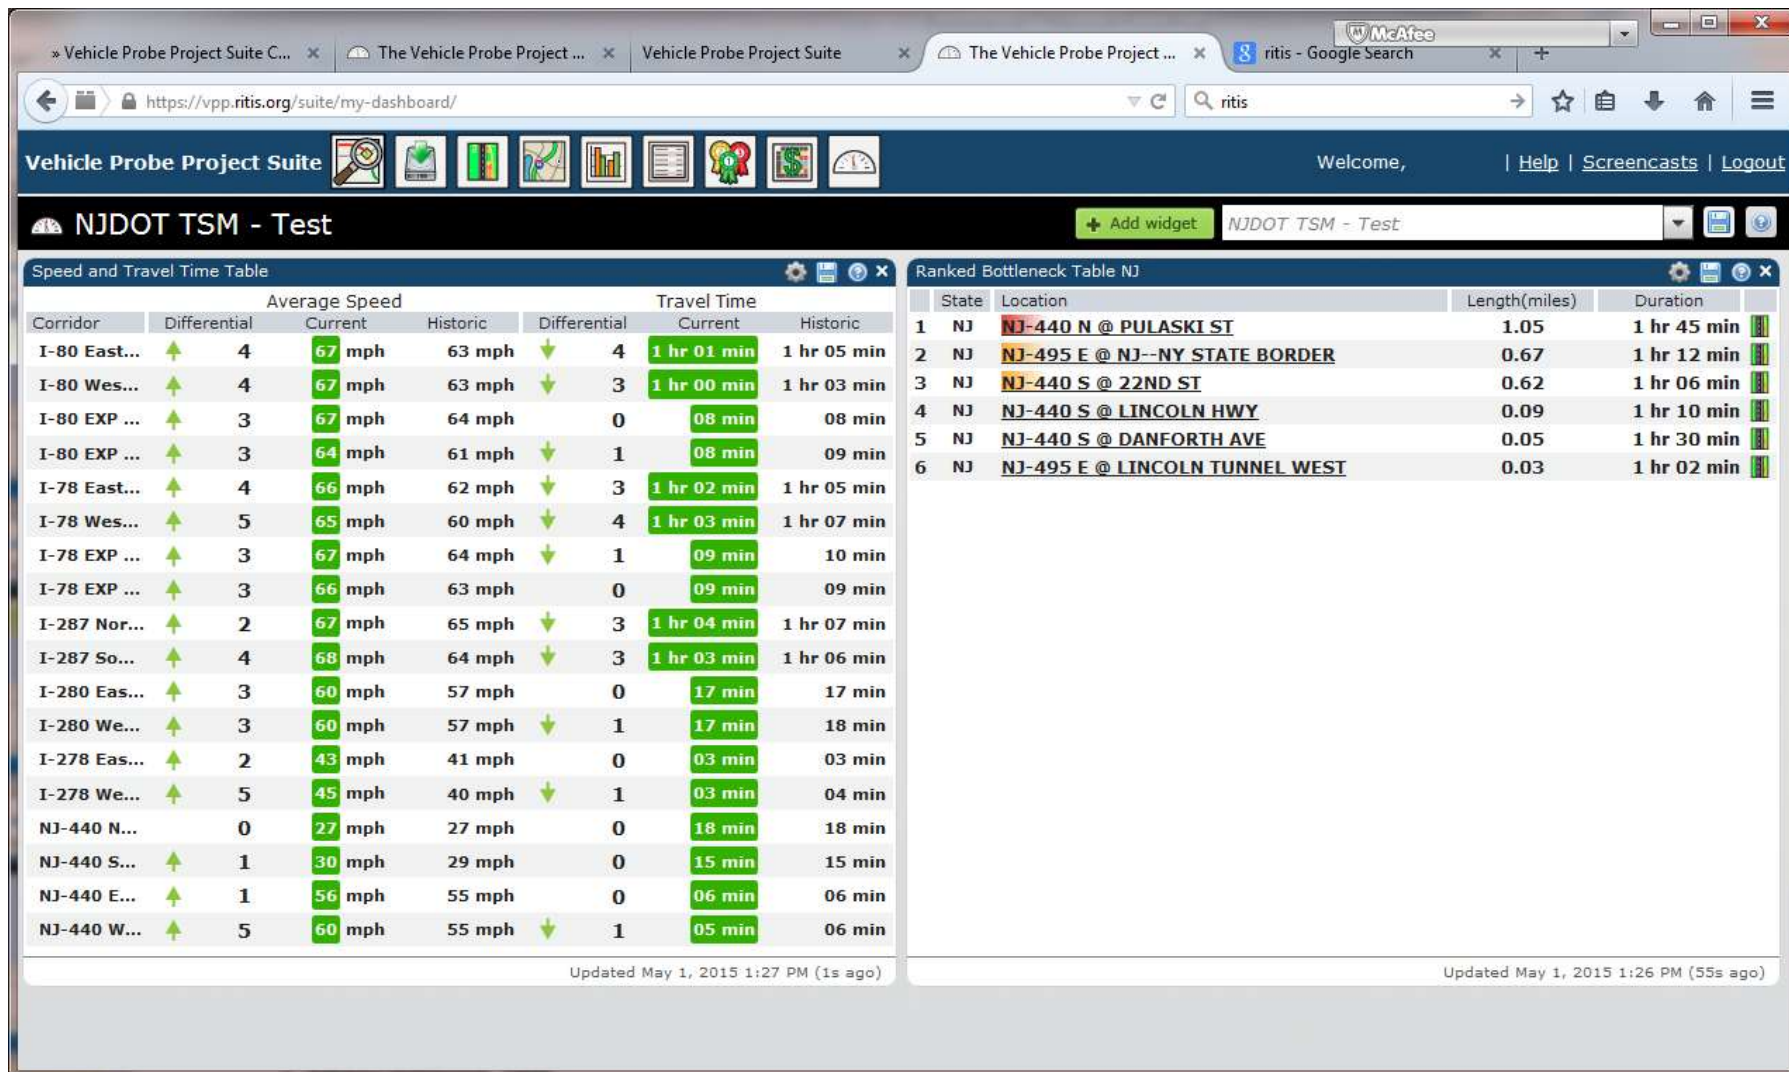 McAfee
» Vehicle Probe Project Suite C... × The Vehicle Probe Project ... × Vehicle Probe Project Suite × The Vehicle Probe Project ... × ritis - Google Search × +
https://vpp.ritis.org/suite/my-dashboard/ ritis
Vehicle Probe Project Suite Welcome, | Help | Screencasts | Logout
NJDOT TSM - Test + Add widget NJDOT TSM - Test
Speed and Travel Time Table
Average Speed Travel Time
Corridor Differential Current Historic Differential Current Historic
I-80 East... 4 67 mph 63 mph 4 1 hr 01 min 1 hr 05 min
I-80 Wes... 4 67 mph 63 mph 3 1 hr 00 min 1 hr 03 min
I-80 EXP ... 3 67 mph 64 mph 0 08 min 08 min
I-80 EXP ... 3 64 mph 61 mph 1 08 min 09 min
I-78 East... 4 66 mph 62 mph 3 1 hr 02 min 1 hr 05 min
I-78 Wes... 5 65 mph 60 mph 4 1 hr 03 min 1 hr 07 min
I-78 EXP ... 3 67 mph 64 mph 1 09 min 10 min
I-78 EXP ... 3 66 mph 63 mph 0 09 min 09 min
I-287 Nor... 2 67 mph 65 mph 3 1 hr 04 min 1 hr 07 min
I-287 So... 4 68 mph 64 mph 3 1 hr 03 min 1 hr 06 min
I-280 Eas... 3 60 mph 57 mph 0 17 min 17 min
I-280 We... 3 60 mph 57 mph 1 17 min 18 min
I-278 Eas... 2 43 mph 41 mph 0 03 min 03 min
I-278 We... 5 45 mph 40 mph 1 03 min 04 min
NJ-440 N... 0 27 mph 27 mph 0 18 min 18 min
NJ-440 S... 1 30 mph 29 mph 0 15 min 15 min
NJ-440 E... 1 56 mph 55 mph 0 06 min 06 min
NJ-440 W... 5 60 mph 55 mph 1 05 min 06 min
Updated May 1, 2015 1:27 PM (1s ago)
Ranked Bottleneck Table NJ
State Location Length(miles) Duration
1 NJ NJ-440 N @ PULASKI ST 1.05 1 hr 45 min
2 NJ NJ-495 E @ NJ--NY STATE BORDER 0.67 1 hr 12 min
3 NJ NJ-440 S @ 22ND ST 0.62 1 hr 06 min
4 NJ NJ-440 S @ LINCOLN HWY 0.09 1 hr 10 min
5 NJ NJ-440 S @ DANFORTH AVE 0.05 1 hr 30 min
6 NJ NJ-495 E @ LINCOLN TUNNEL WEST 0.03 1 hr 02 min
Updated May 1, 2015 1:26 PM (55s ago)